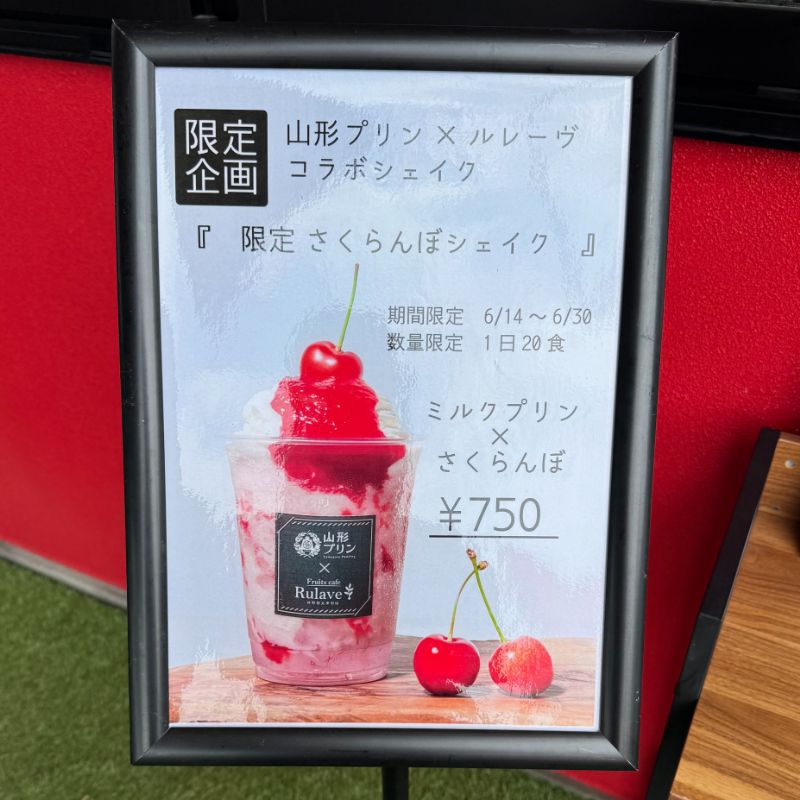 限定
企画
山形プリン×ルレーヴ
コラボシェイク
『 限定 さくらんぼシェイク 』
期間限定 6/14～6/30
数量限定 1日20食
ミルクプリン
×
さくらんぼ
¥750
山形
プリン
×
Fruits cafe
Rulave